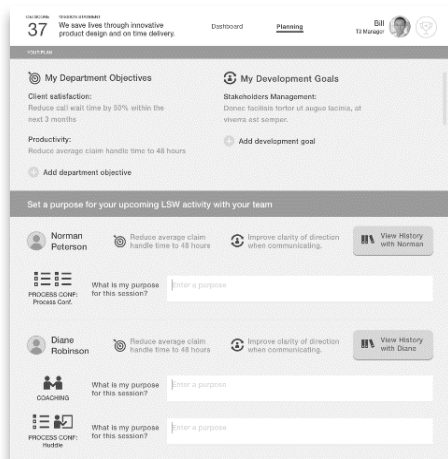 37
MISSION STATEMENT
We save lives through innovative
product design and on time delivery.
Dashboard
Planning
Bill
T3 Manager
YOUR PLAN
My Department Objectives
Client satisfaction:
Reduce call wait time by 50% within the
next 3 months
Productivity:
Reduce average claim handle time to 48 hours
Add department objective
My Development Goals
Stakeholders Management:
Donec facilisis tortor ut augue lacinia, at
viverra est semper.
Add development goal
Set a purpose for your upcoming LSW activity with your team
Norman
Peterson
Reduce average claim
handle time to 48 hours
Improve clarity of direction
when communicating.
View History
with Norman
PROCESS CONF:
Process Conf.
What is my purpose
for this session?
Enter a purpose
Diane
Robinson
Reduce average claim
handle time to 48 hours
Improve clarity of direction
when communicating.
View History
with Diane
COACHING
What is my purpose
for this session?
Enter a purpose
PROCESS CONF:
Huddle
What is my purpose
for this session?
Enter a purpose